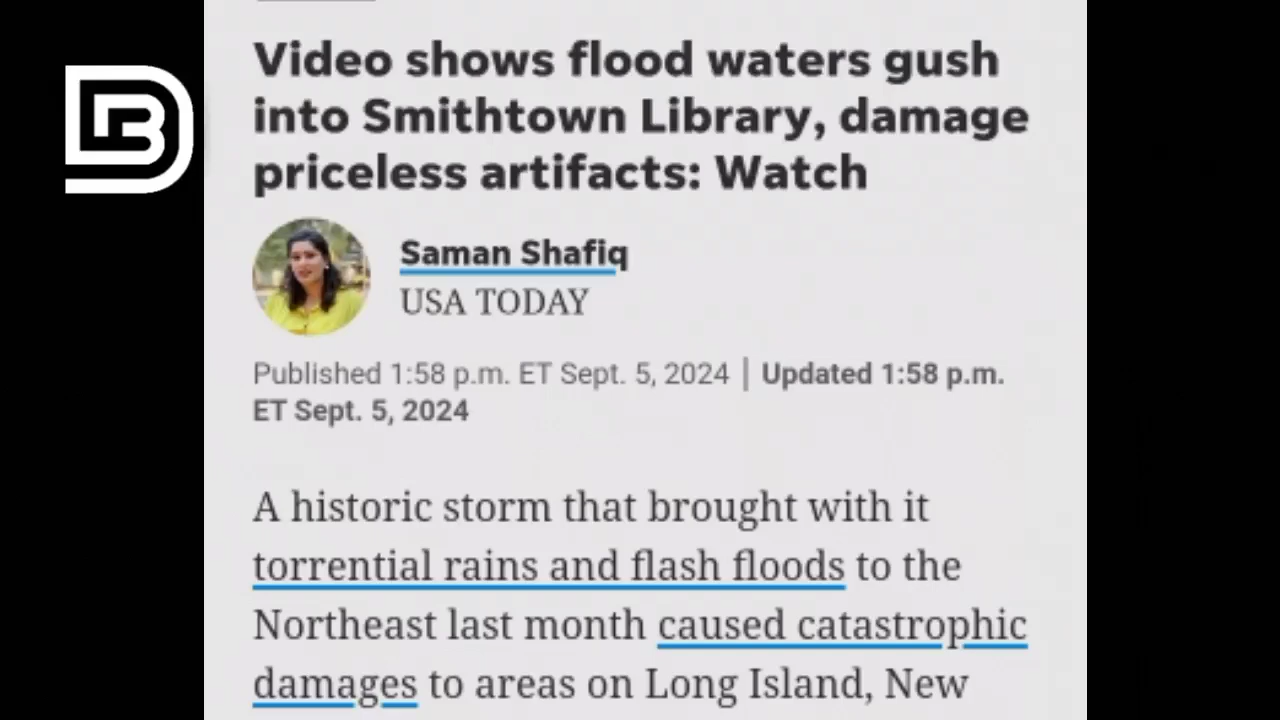 Video shows flood waters gush
into Smithtown Library, damage
priceless artifacts: Watch
Saman Shafiq
USA TODAY
Published 1:58 p.m. ET Sept. 5, 2024 | Updated 1:58 p.m.
ET Sept. 5, 2024
A historic storm that brought with it
torrential rains and flash floods to the
Northeast last month caused catastrophic
damages to areas on Long Island, New